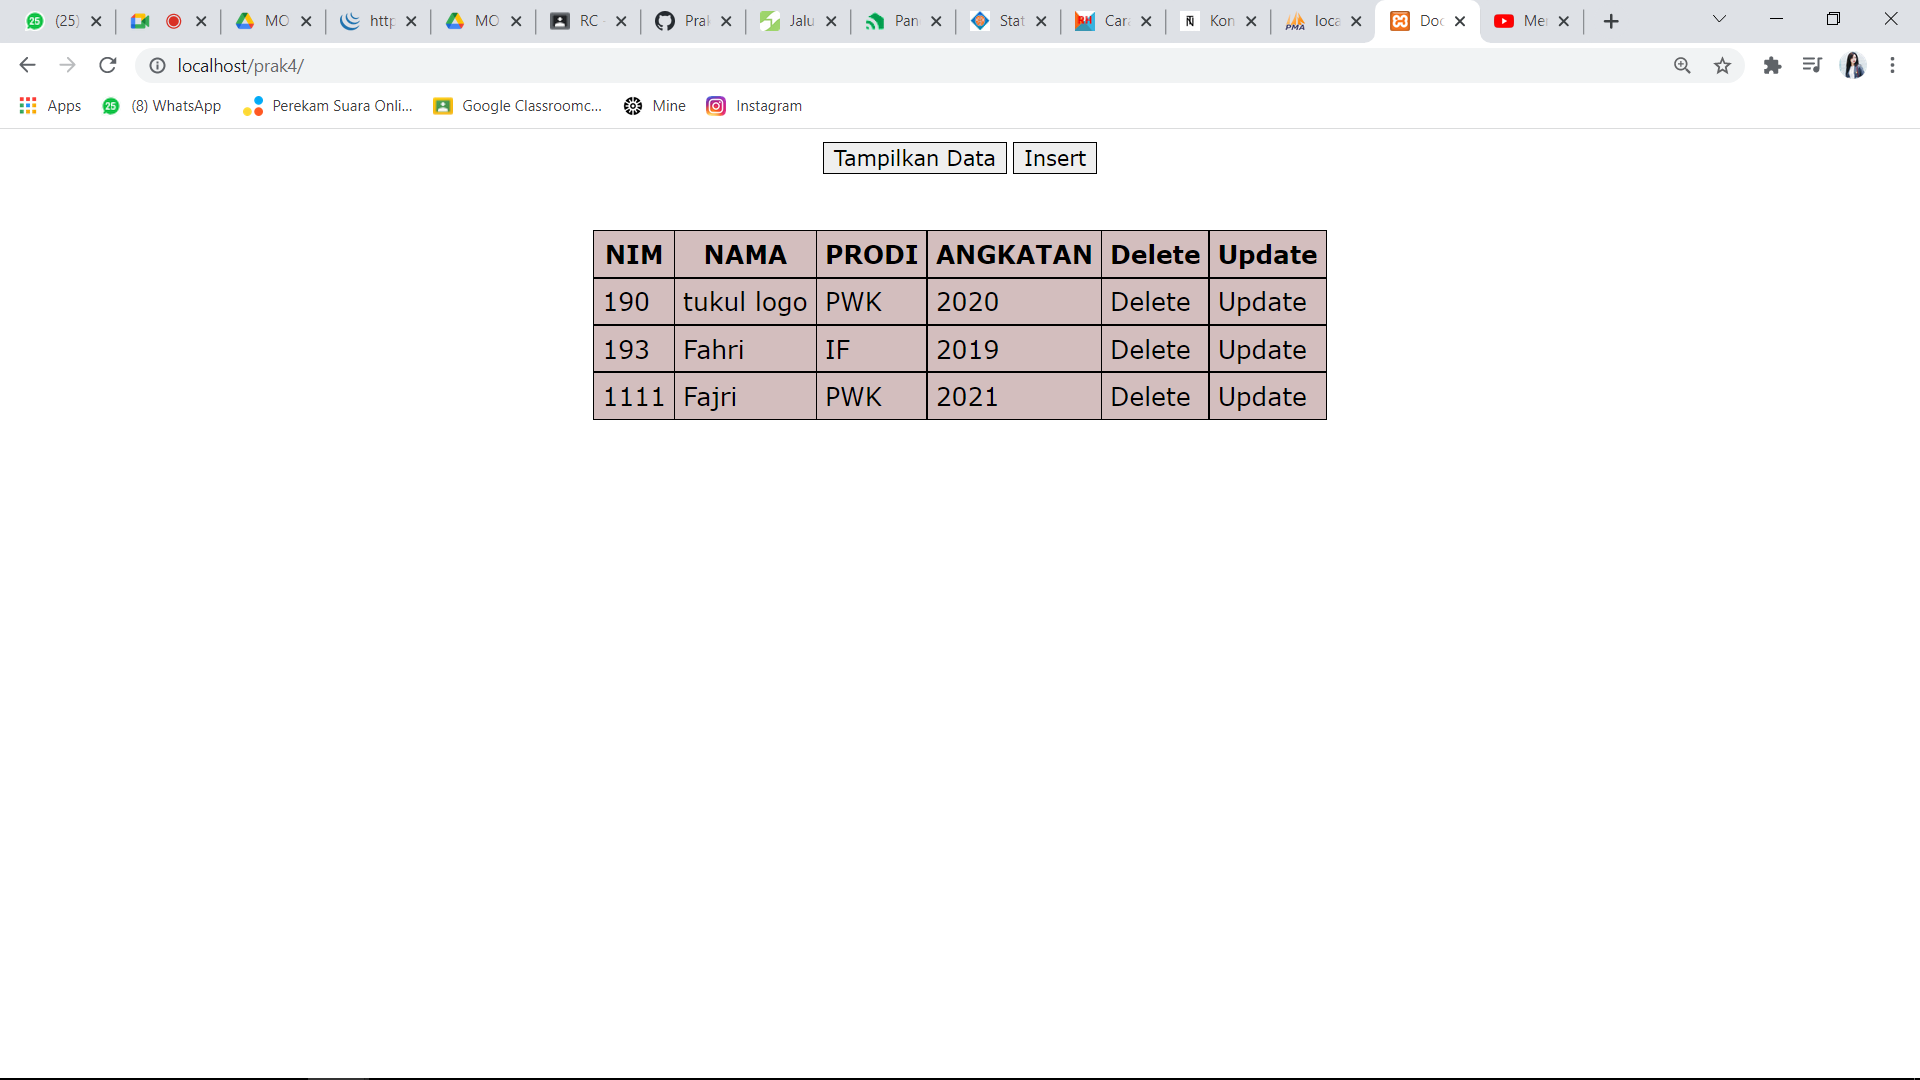 (25) MO http MO RC Prak Jalu Pan Stat Cara Kon loca Doc Me
localhost/prak4/
Apps (8) WhatsApp Perekam Suara Onli... Google Classroomc... Mine Instagram
Tampilkan Data Insert
NIM NAMA PRODI ANGKATAN Delete Update
190 tukul logo PWK 2020 Delete Update
193 Fahri IF 2019 Delete Update
1111 Fajri PWK 2021 Delete Update